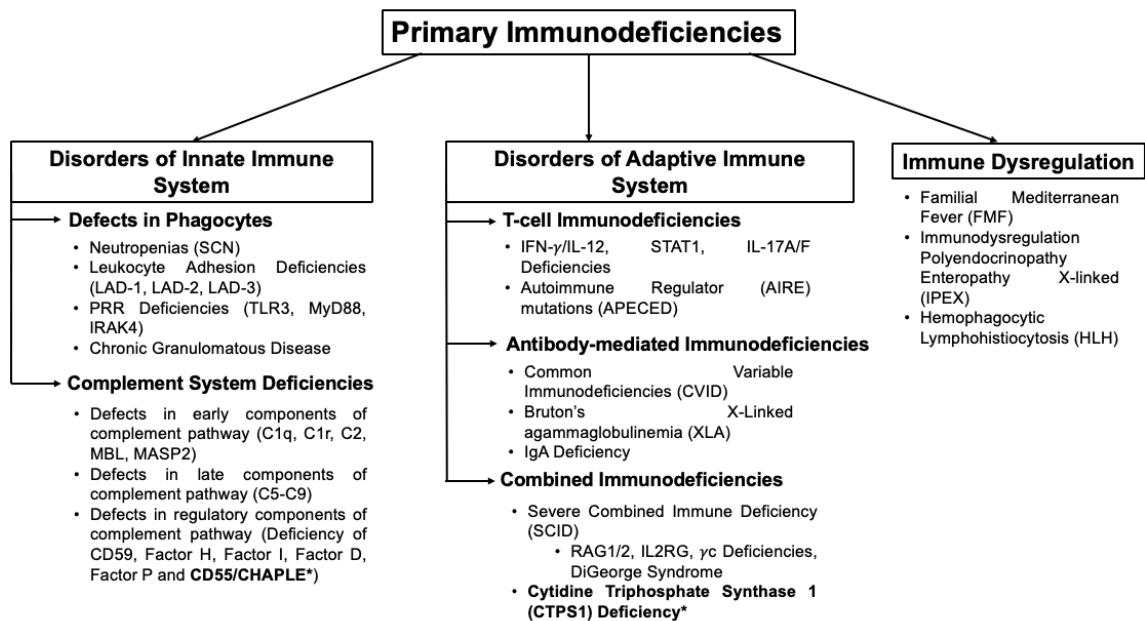 Primary Immunodeficiencies
Disorders of Innate Immune
System
Defects in Phagocytes
• Neutropenias (SCN)
• Leukocyte Adhesion Deficiencies
(LAD-1, LAD-2, LAD-3)
• PRR Deficiencies (TLR3, MyD88,
IRAK4)
• Chronic Granulomatous Disease
Complement System Deficiencies
• Defects in early components of
complement pathway (C1q, C1r, C2,
MBL, MASP2)
• Defects in late components of
complement pathway (C5-C9)
• Defects in regulatory components of
complement pathway (Deficiency of
CD59, Factor H, Factor I, Factor D,
Factor P and CD55/CHAPLE*)
Disorders of Adaptive Immune
System
T-cell Immunodeficiencies
• IFN-γ/IL-12, STAT1, IL-17A/F
Deficiencies
• Autoimmune Regulator (AIRE)
mutations (APECED)
Antibody-mediated Immunodeficiencies
• Common Variable
Immunodeficiencies (CVID)
• Bruton's X-Linked
agammaglobulinemia (XLA)
• IgA Deficiency
Combined Immunodeficiencies
• Severe Combined Immune Deficiency
(SCID)
• RAG1/2, IL2RG, γc Deficiencies,
DiGeorge Syndrome
• Cytidine Triphosphate Synthase 1
(CTPS1) Deficiency*
Immune Dysregulation
• Familial Mediterranean
Fever (FMF)
• Immunodysregulation
Polyendocrinopathy
Enteropathy X-linked
(IPEX)
• Hemophagocytic
Lymphohistiocytosis (HLH)